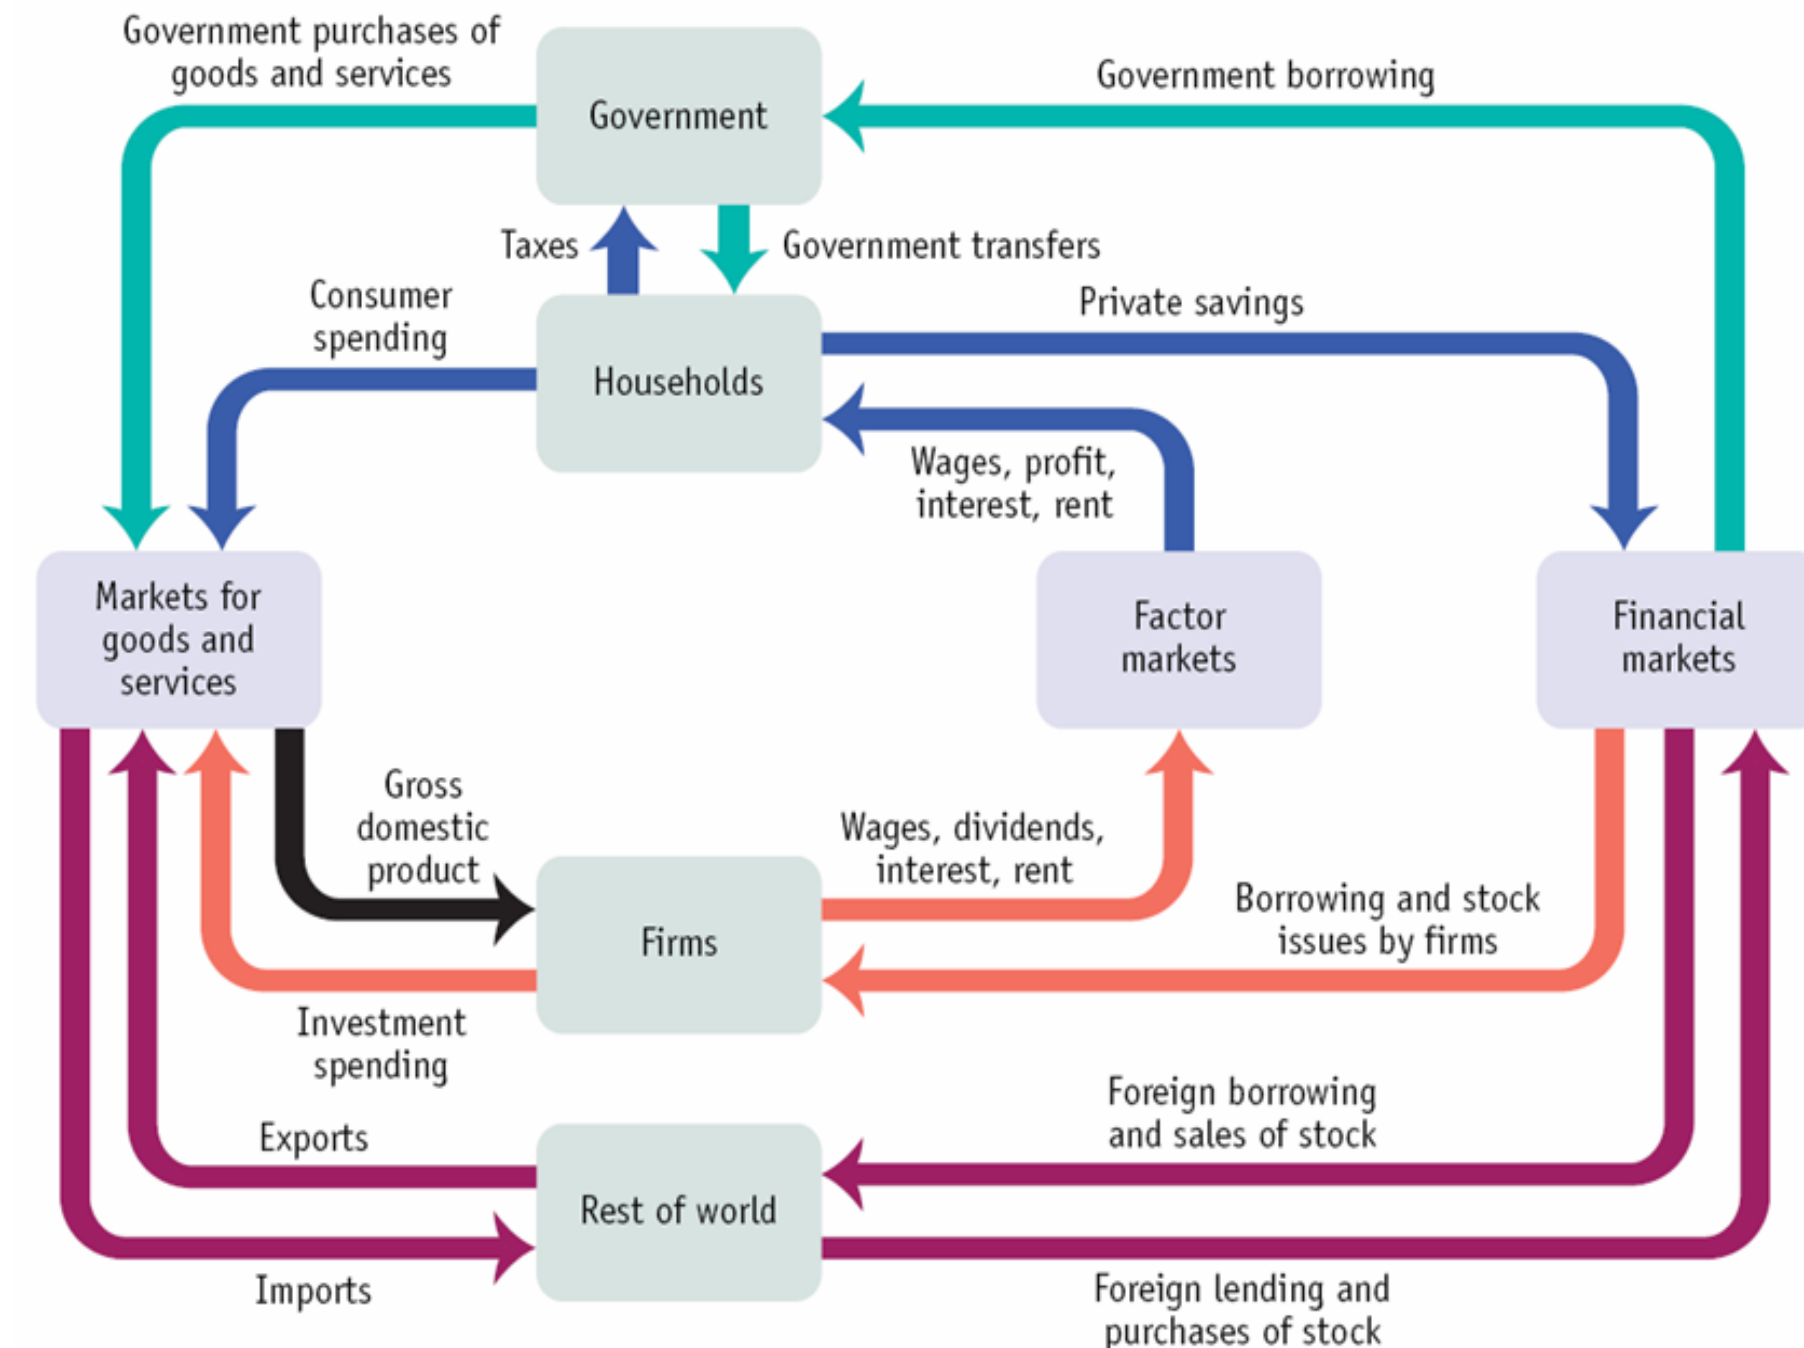 Government purchases of
goods and services
Government
Government borrowing
Taxes
Government transfers
Consumer
spending
Private savings
Households
Wages, profit,
interest, rent
Markets for
goods and
services
Factor
markets
Financial
markets
Gross
domestic
product
Wages, dividends,
interest, rent
Borrowing and stock
issues by firms
Firms
Investment
spending
Foreign borrowing
and sales of stock
Exports
Rest of world
Imports
Foreign lending and
purchases of stock